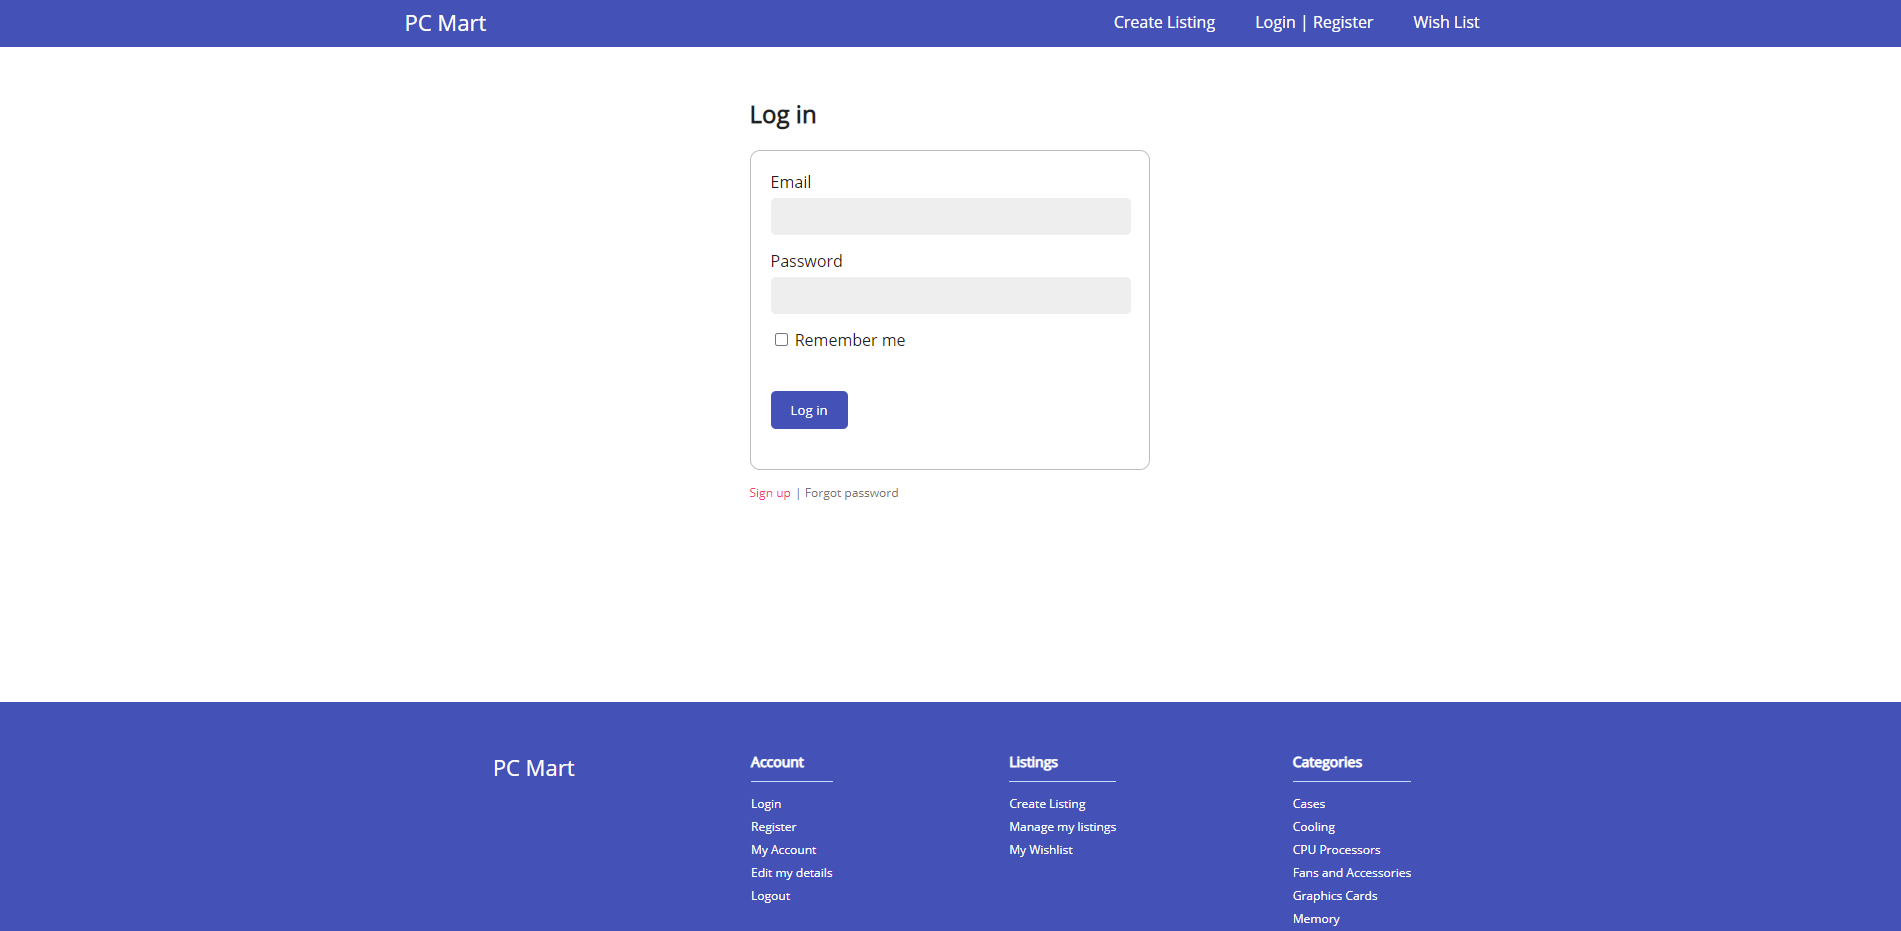 PC Mart Create Listing Login | Register Wish List
Log in
Email
Password
Remember me
Log in
Sign up | Forgot password
PC Mart
Account
Login
Register
My Account
Edit my details
Logout
Listings
Create Listing
Manage my listings
My Wishlist
Categories
Cases
Cooling
CPU Processors
Fans and Accessories
Graphics Cards
Memory